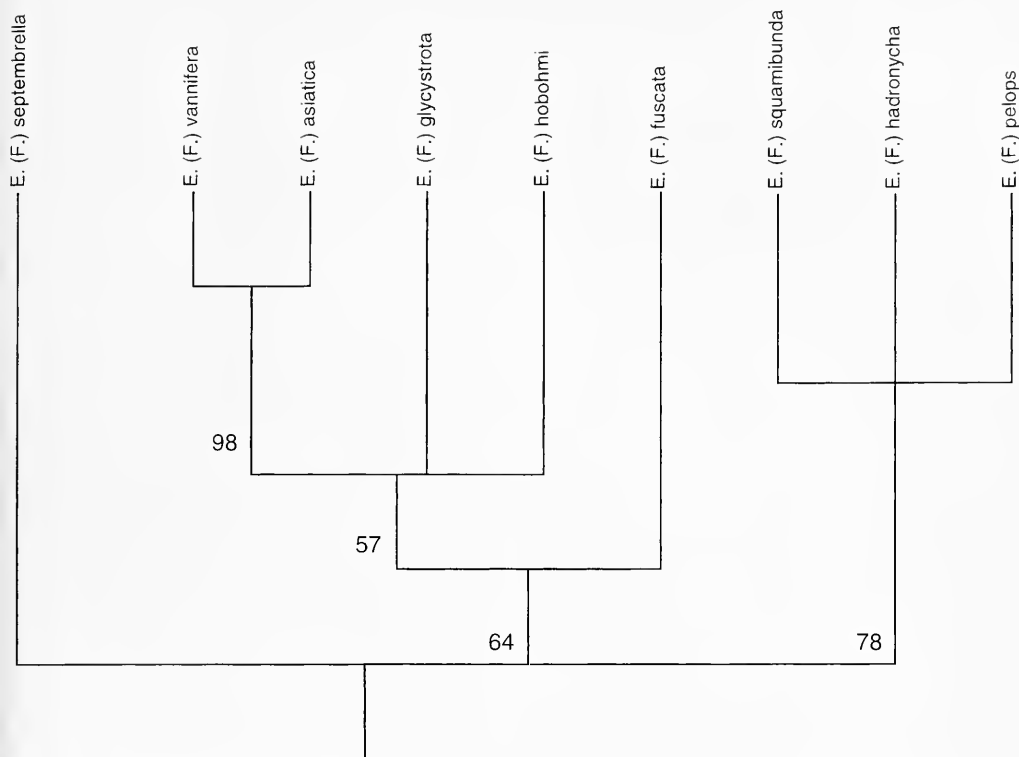 E. (F.) septembrella
E. (F.) vannifera
E. (F.) asiatica
E. (F.) glycystrota
E. (F.) hobohmi
E. (F.) fuscata
E. (F.) squamibunda
E. (F.) hadronycha
E. (F.) pelops
98
57
64
78